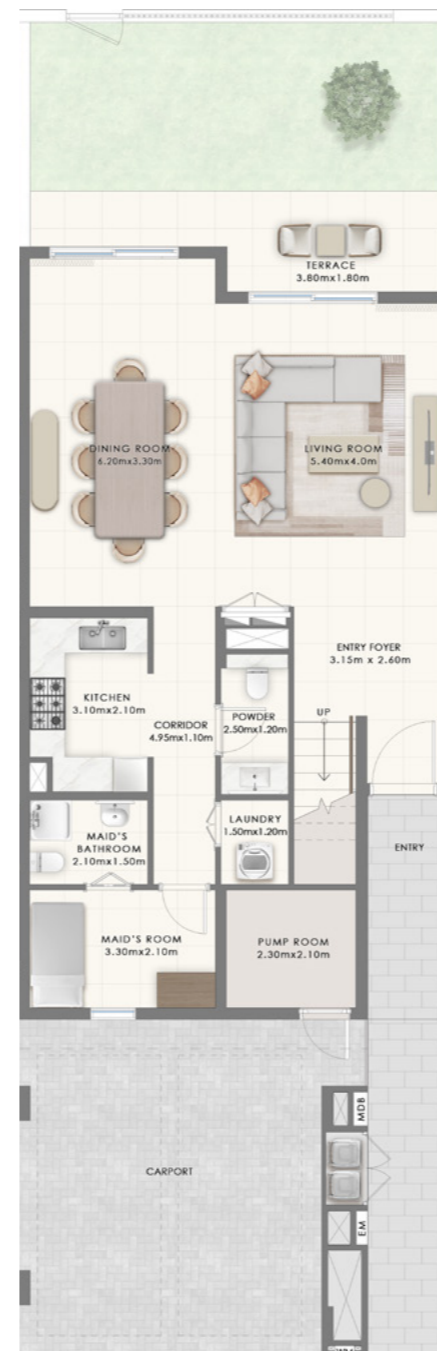 TERRACE
3.80mx1.80m
DINING ROOM
6.20mx3.30m
LIVING ROOM
5.40mx4.0m
ENTRY FOYER
3.15m x 2.60m
KITCHEN
3.10mx2.10m
CORRIDOR
4.95mx1.10m
POWDER
2.50mx1.20m
UP
LAUNDRY
1.50mx1.20m
MAID'S
BATHROOM
2.10mx1.50m
ENTRY
MAID'S ROOM
3.30mx2.10m
PUMP ROOM
2.30mx2.10m
MDB
CARPORT
EM